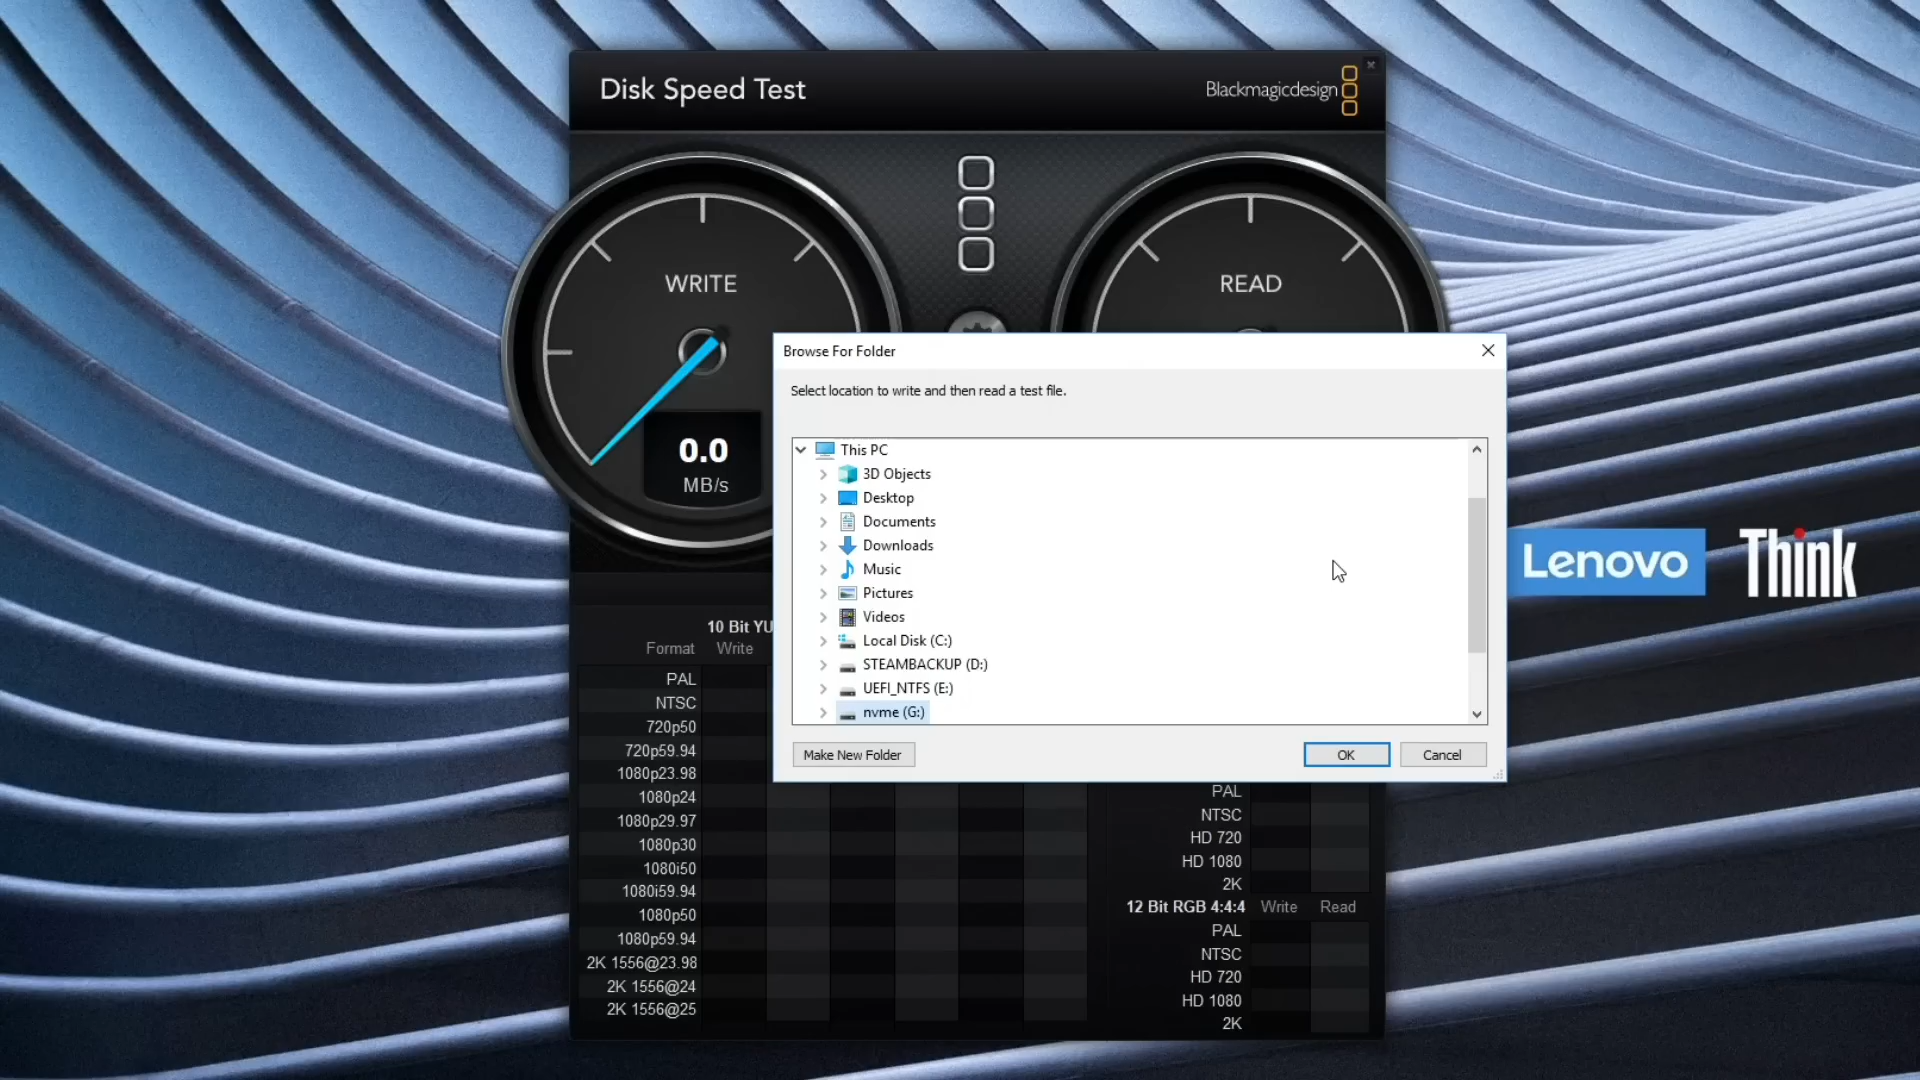 Disk Speed Test
Blackmagicdesign
WRITE
READ
0.0
MB/s
Browse For Folder
Select location to write and then read a test file.
This PC
3D Objects
Desktop
Documents
Downloads
Music
Pictures
Videos
Local Disk (C:)
STEAMBACKUP (D:)
UEFI_NTFS (E:)
nvme (G:)
Make New Folder
OK
Cancel
Lenovo
Think
10 Bit YU
Format Write
PAL
NTSC
720p50
720p59.94
1080p23.98
1080p24
1080p29.97
1080p30
1080i50
1080i59.94
1080p50
1080p59.94
2K 1556@23.98
2K 1556@24
2K 1556@25
PAL
NTSC
HD 720
HD 1080
2K
12 Bit RGB 4:4:4 Write Read
PAL
NTSC
HD 720
HD 1080
2K